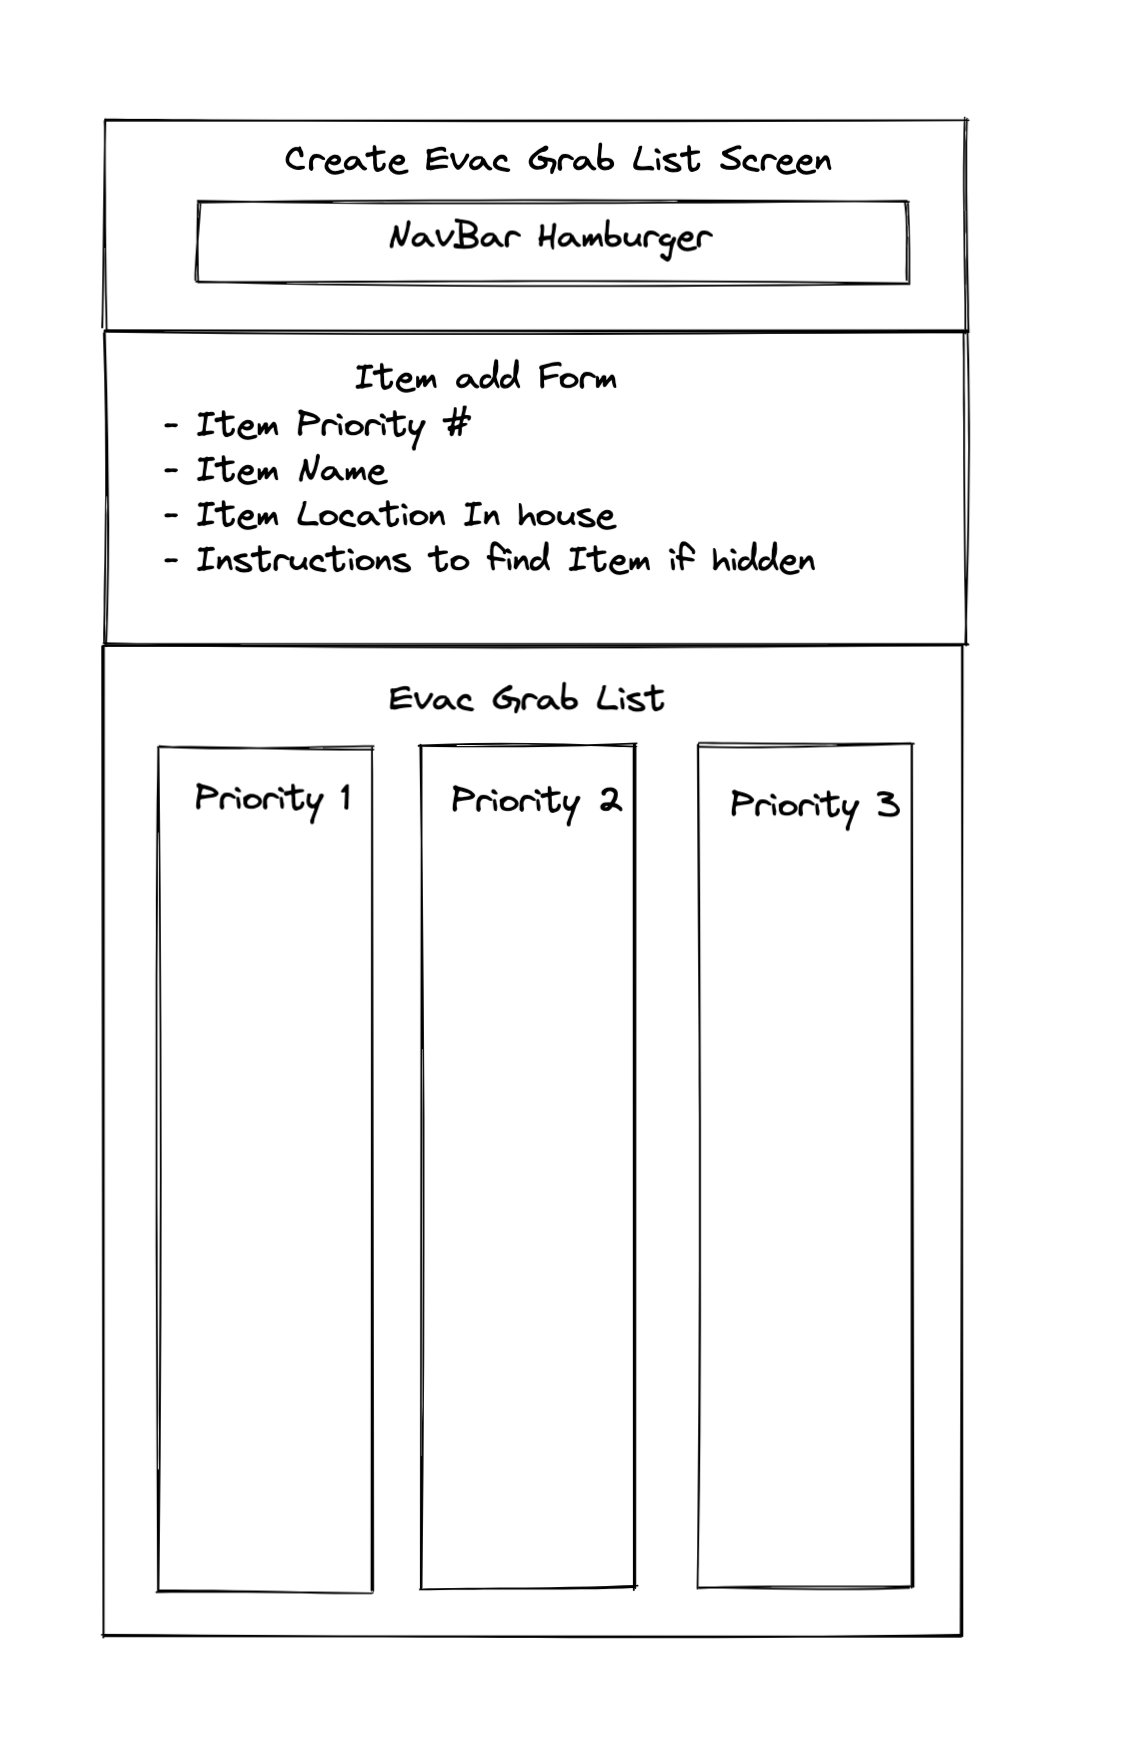 Create Evac Grab List Screen
NavBar Hamburger
Item add Form
- Item Priority #
- Item Name
- Item Location In house
- Instructions to find Item if hidden
Evac Grab List
Priority 1
Priority 2
Priority 3